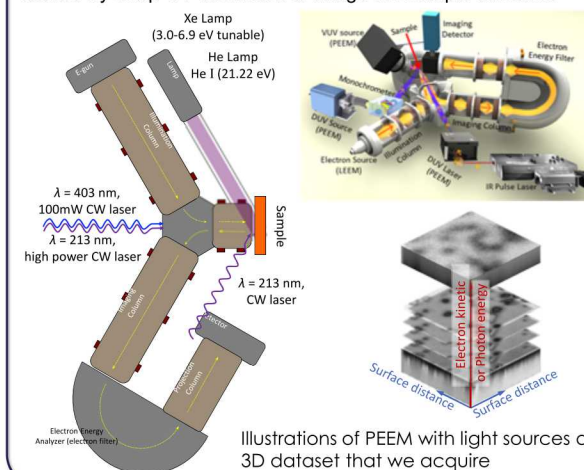 Xe Lamp
(3.0-6.9 eV tunable)
He Lamp
He I (21.22 eV)
E-gun
Lamp
Illumination
Column
λ = 403 nm,
100mW CW laser
λ = 213 nm,
high power CW laser
Sample
λ = 213 nm,
CW laser
Imaging
Column
Projection
Column
Electron Energy
Analyzer (electron filter)
VUV source
(PEEM)
Sample
Imaging
Detector
Electron
Energy Filter
Monochrometer
DUV Source
(PEEM)
Illumination
Column
Imaging Column
Electron Source
(LEEM)
DUV Laser
(PEEM)
IR Pulse Laser
Electron kinetic
or Photon energy
Surface distance
Surface distance
Illustrations of PEEM with light sources
3D dataset that we acquire